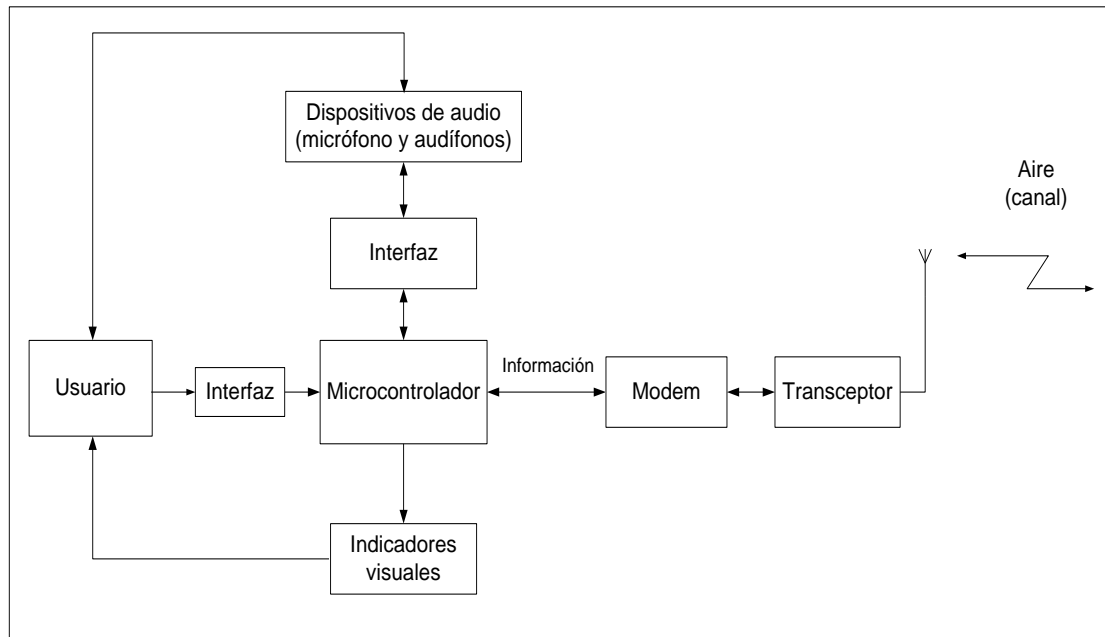 Dispositivos de audio
(micrófono y audífonos)
Aire
(canal)
Interfaz
Usuario
Interfaz
Microcontrolador
Información
Modem
Transceptor
Indicadores
visuales